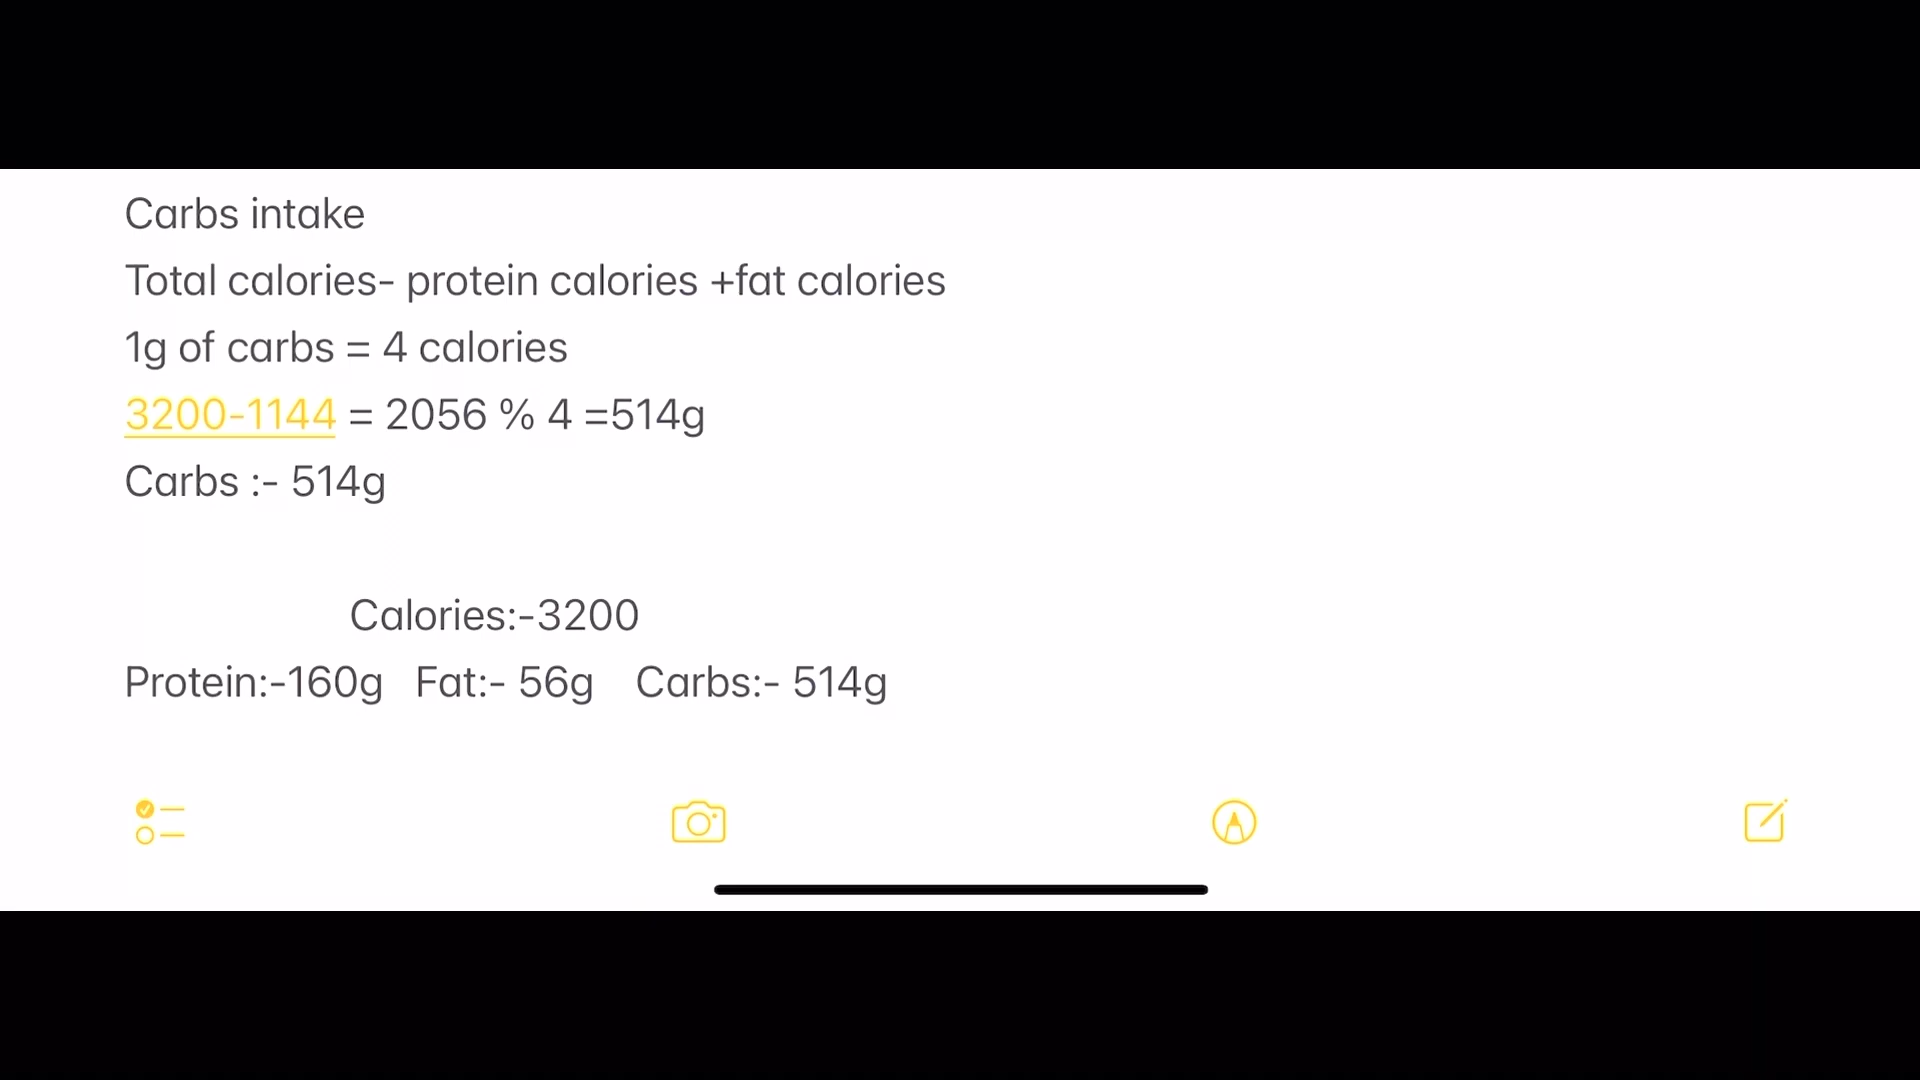 Carbs intake
Total calories- protein calories +fat calories
1g of carbs = 4 calories
3200-1144 = 2056 % 4 =514g
Carbs :- 514g
Calories:-3200
Protein:-160g Fat:- 56g Carbs:- 514g